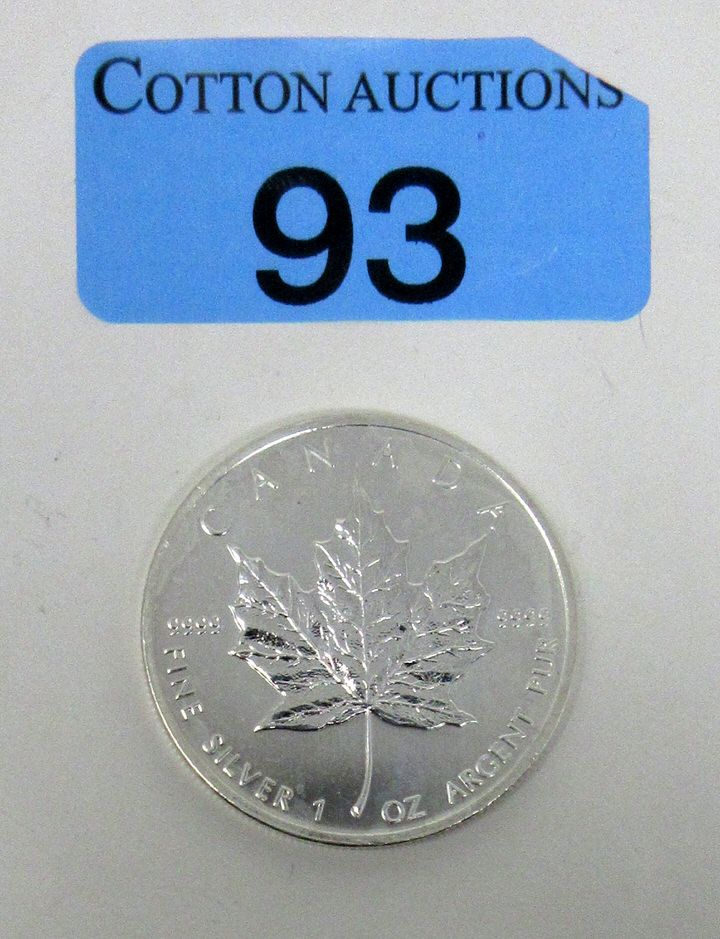 COTTON AUCTIONS
93
CANADA
9999 9999
FINE SILVER 1 OZ ARGENT PUR